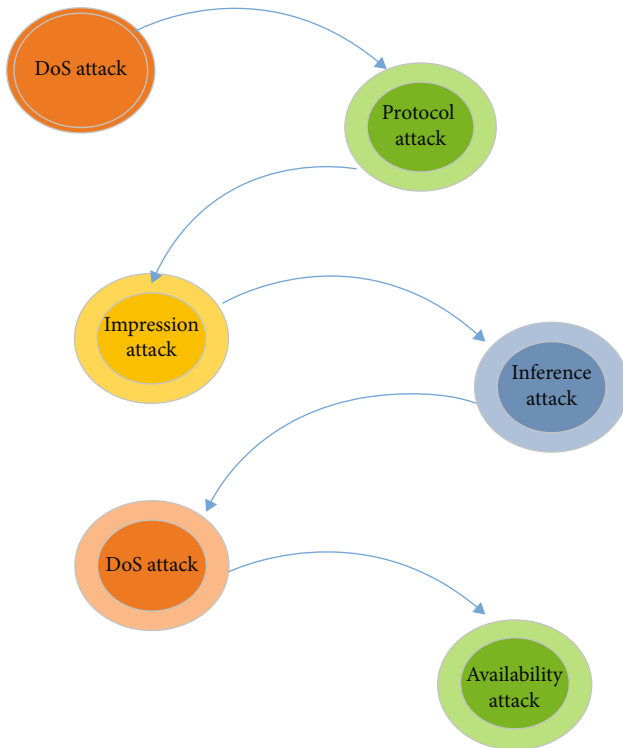 DoS attack
Protocol
attack
Impression
attack
Inference
attack
DoS attack
Availability
attack